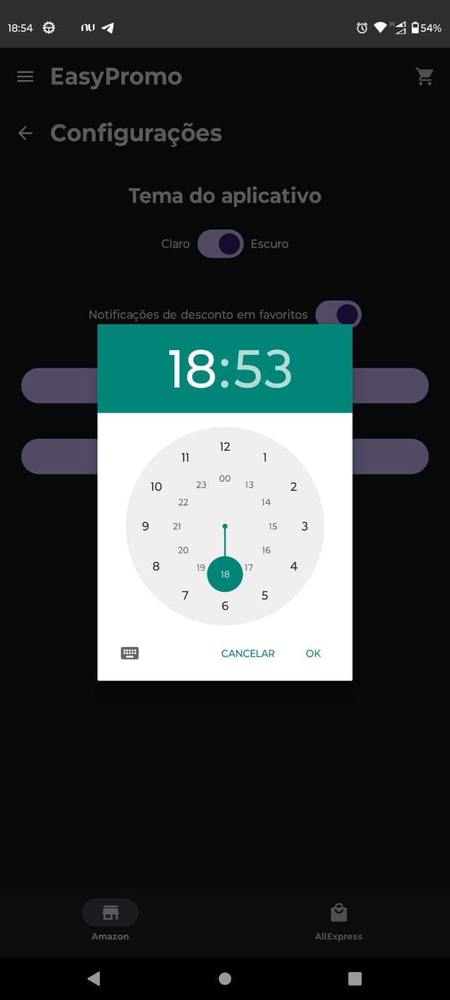 18:54 nu H 54%
EasyPromo
Configurações
Tema do aplicativo
Claro Escuro
Notificações de desconto em favoritos
18:53
12
11 1
00
23 13
10 2
22 14
9 21 15 3
20 16
8 4
19 18 17
7 5
6
CANCELAR OK
Amazon AliExpress